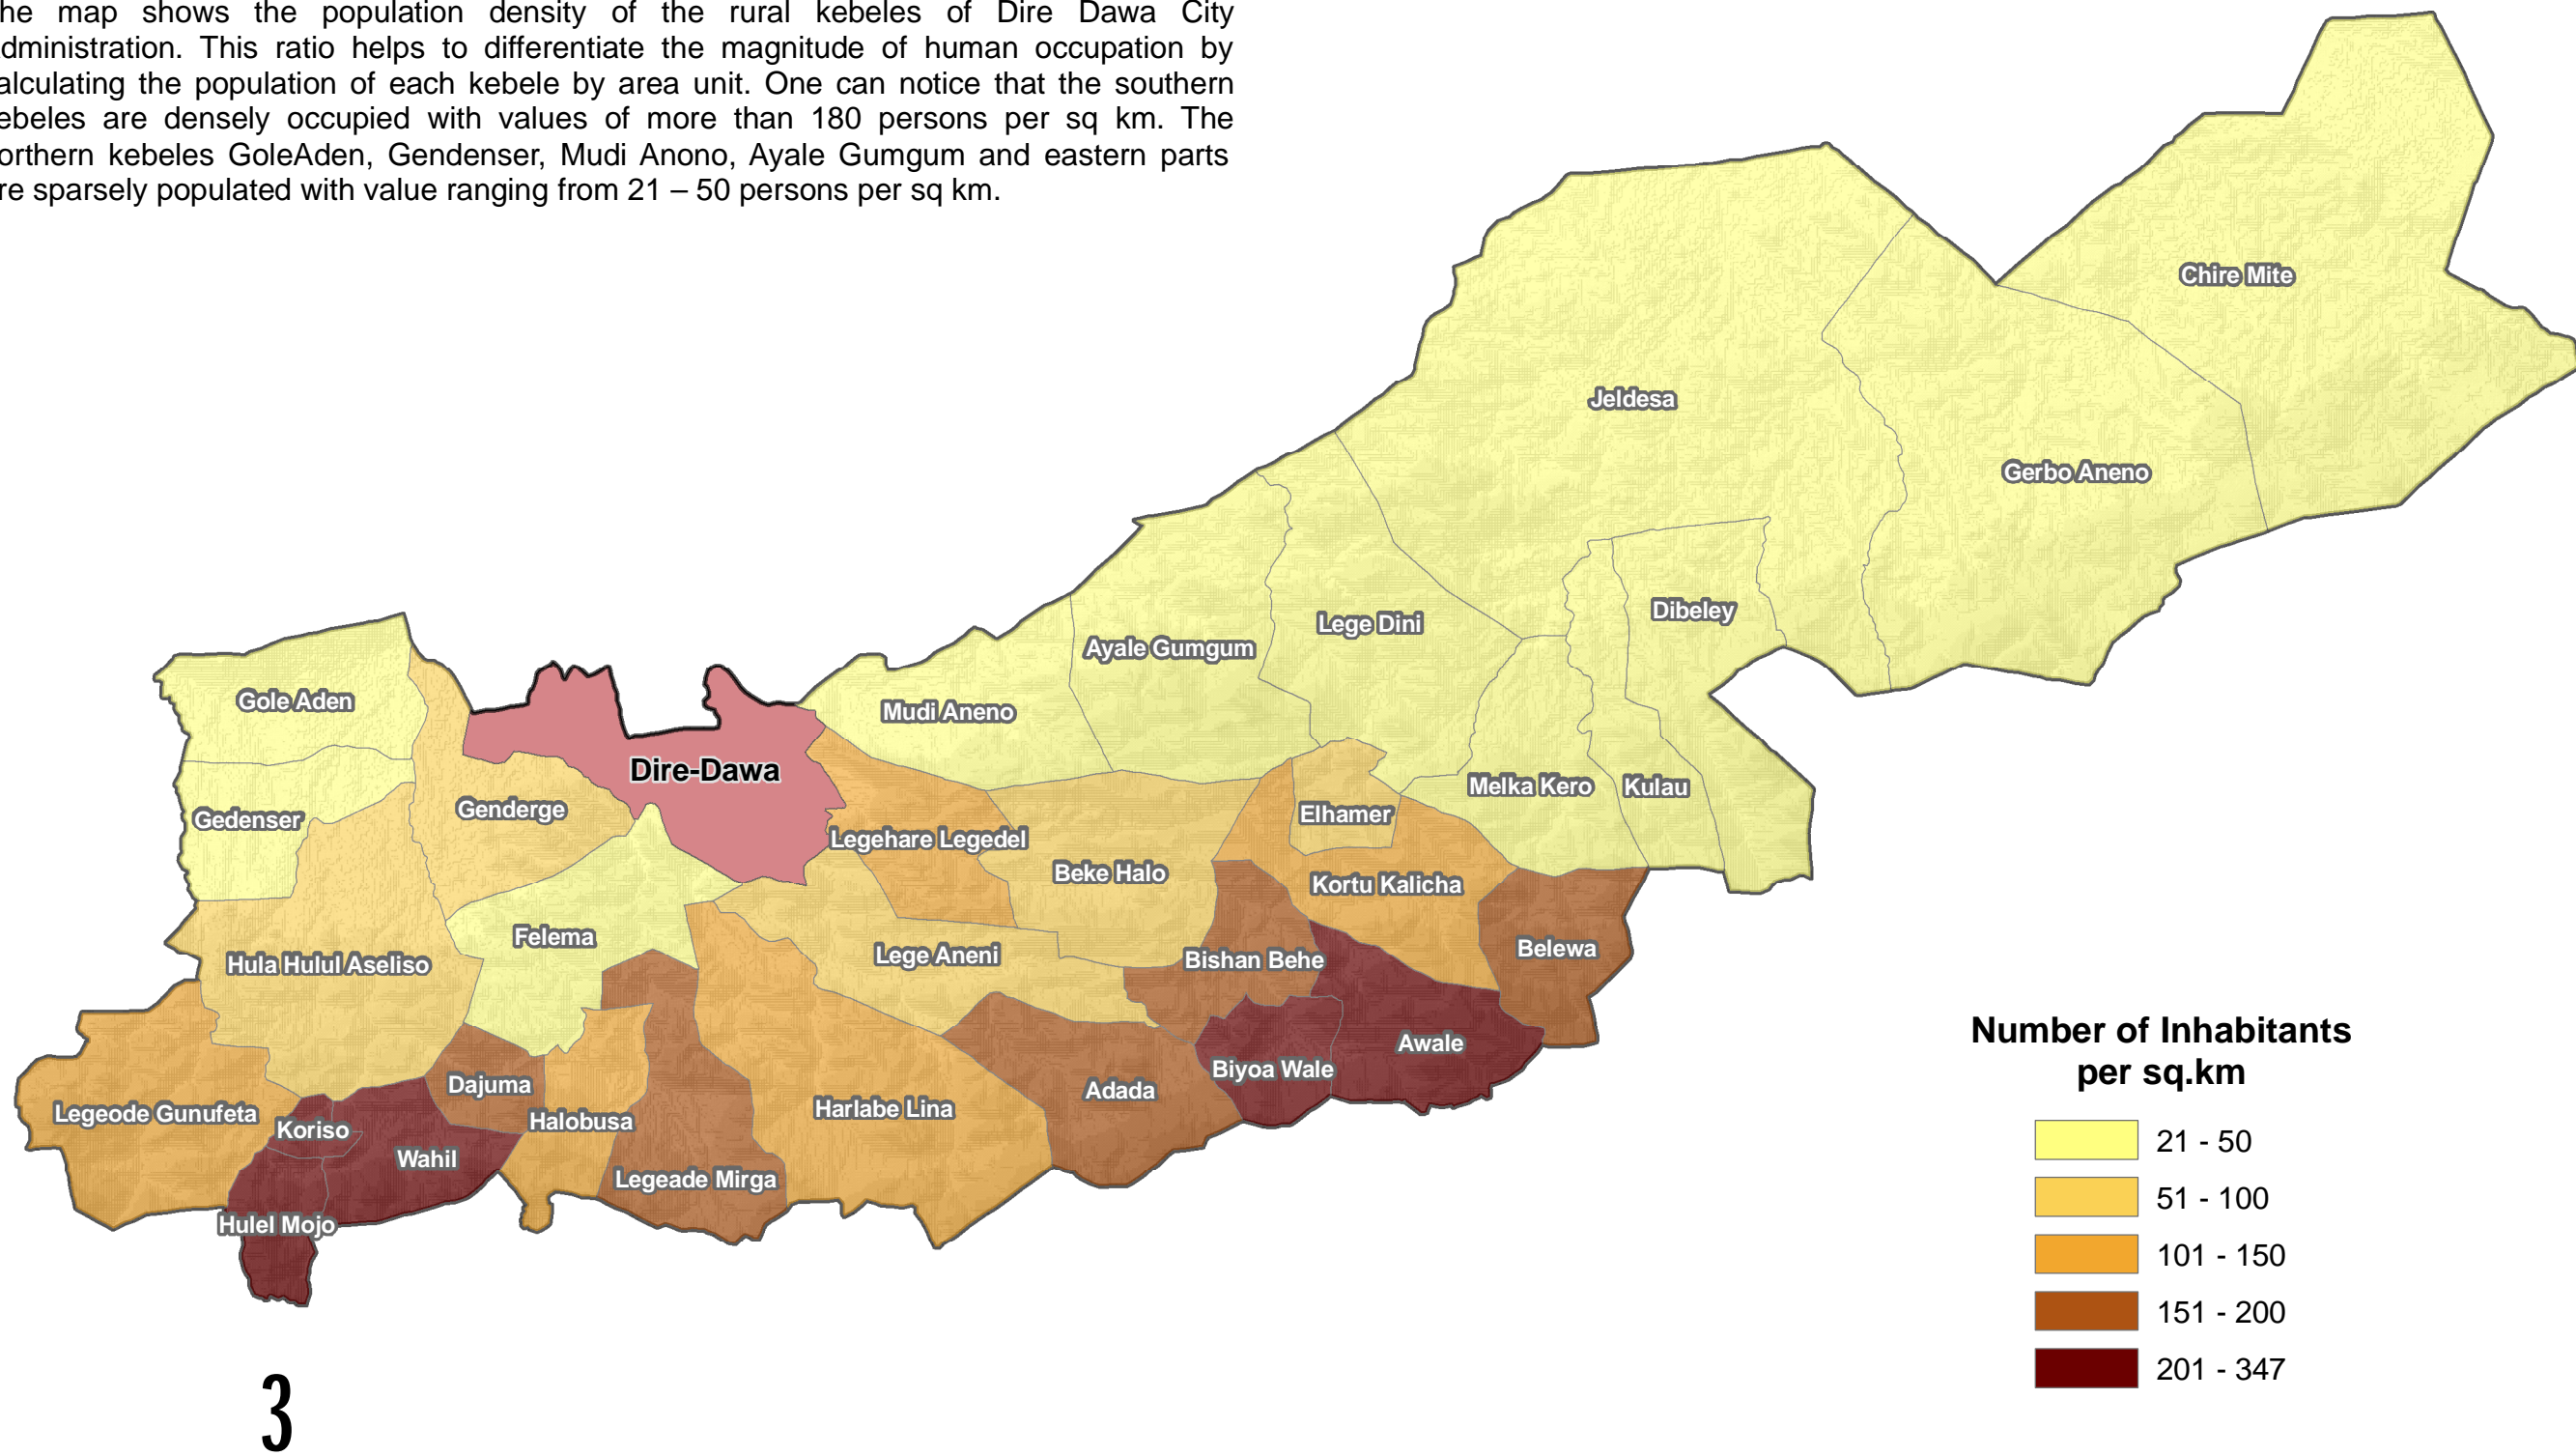 he map shows the population density of the rural kebeles of Dire Dawa City
dministration. This ratio helps to differentiate the magnitude of human occupation by
alculating the population of each kebele by area unit. One can notice that the southern
ebeles are densely occupied with values of more than 180 persons per sq km. The
orthern kebeles GoleAden, Gendenser, Mudi Anono, Ayale Gumgum and eastern parts
re sparsely populated with value ranging from 21 – 50 persons per sq km.
Chire Mite
Jeldesa
Gerbo Aneno
Dibeley
Lege Dini
Ayale Gumgum
Gole Aden
Mudi Aneno
Dire-Dawa
Melka Kero
Kulau
Genderge
Elhamer
Gedenser
Legehare Legedel
Beke Halo
Kortu Kalicha
Felema
Belewa
Lege Aneni
Bishan Behe
Hula Hulul Aseliso
Awale
Biyoa Wale
Dajuma
Adada
Harlabe Lina
Legeode Gunufeta
Halobusa
Koriso
Wahil
Legeade Mirga
Hulel Mojo
Number of Inhabitants
per sq.km
21 - 50
51 - 100
101 - 150
151 - 200
201 - 347
3